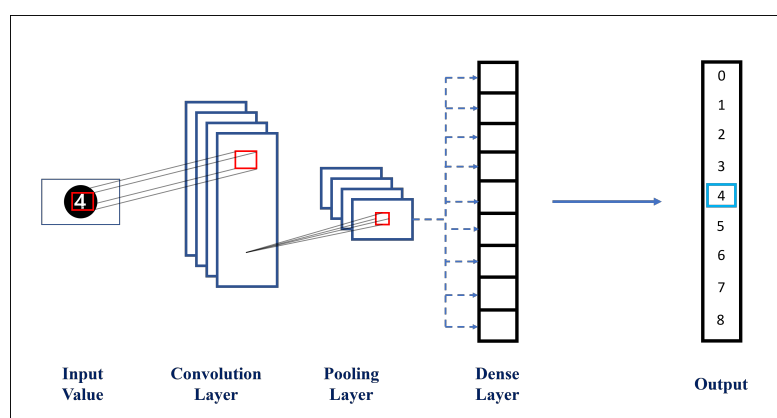 4
0
1
2
3
4
5
6
7
8
Input
Value
Convolution
Layer
Pooling
Layer
Dense
Layer
Output